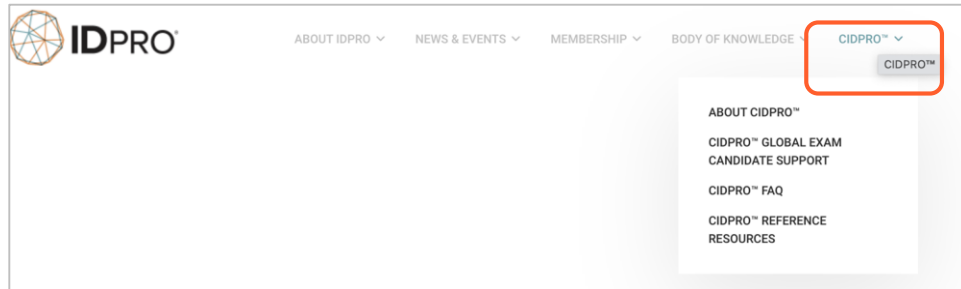 IDPRO®
ABOUT IDPRO NEWS & EVENTS MEMBERSHIP BODY OF KNOWLEDGE CIDPRO™
CIDPRO™
ABOUT CIDPRO™
CIDPRO™ GLOBAL EXAM
CANDIDATE SUPPORT
CIDPRO™ FAQ
CIDPRO™ REFERENCE
RESOURCES